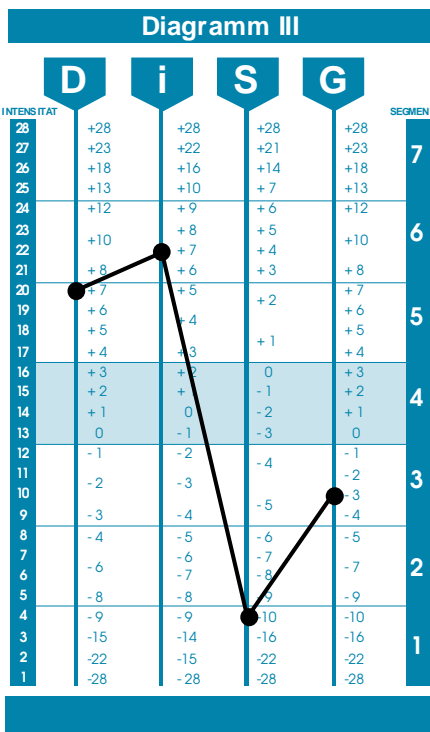 Diagramm III
D i S G
INTENSITAT SEGMEN
28 +28 +28 +28 +28
27 +23 +22 +21 +23 7
26 +18 +16 +14 +18
25 +13 +10 + 7 +13
24 +12 + 9 + 6 +12
23 + 8 + 5 6
22 +10 + 7 + 4 +10
21 + 8 + 6 + 3 + 8
20 + 7 + 5 + 2 + 7
19 + 6 + 4 + 6 5
18 + 5 + 1 + 5
17 + 4 + 3 + 4
16 + 3 + 2 0 + 3
15 + 2 + - 1 + 2 4
14 + 1 0 - 2 + 1
13 0 - 1 - 3 0
12 - 1 - 2 - 4 - 1
11 - 2 - 3 - 2 3
10 - 5 - 3
9 - 3 - 4 - 4
8 - 4 - 5 - 6 - 5
7 - 6 - 6 - 7 - 7 2
6 - 7 - 8
5 - 8 - 8 - 9 - 9
4 - 9 - 9 -10 -10
3 -15 -14 -16 -16 1
2 -22 -15 -22 -22
1 -28 - 28 -28 -28